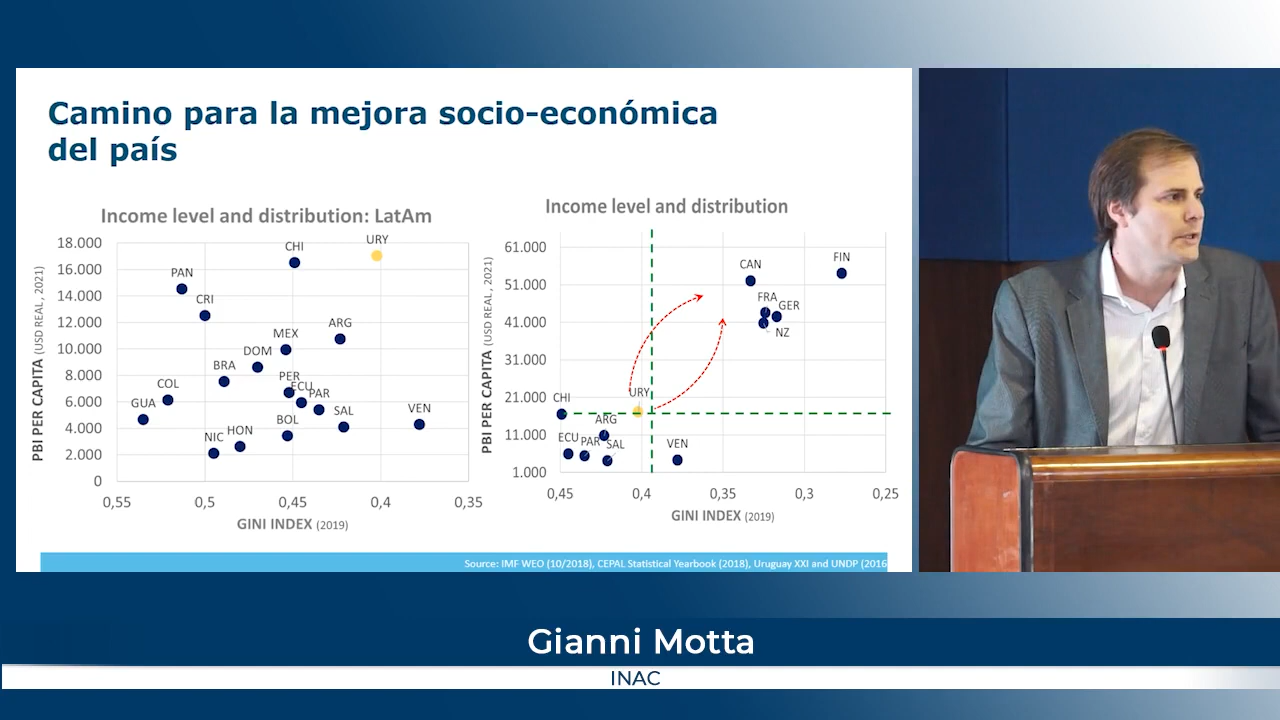 Camino para la mejora socio-económica
del país
Income level and distribution: LatAm
PBI PER CAPITA (USD REAL, 2021)
18.000
16.000
14.000
12.000
10.000
8.000
6.000
4.000
2.000
0
URY
CHI
PAN
CRI
ARG
MEX
DOM
BRA
PER
ECU
PAR
COL
GUA
SAL
VEN
BOL
HON
NIC
0,55
0,5
0,45
0,4
0,35
GINI INDEX (2019)
Income level and distribution
PBI PER CAPITA (USD REAL, 2021)
61.000
51.000
41.000
31.000
21.000
11.000
1.000
FIN
CAN
FRA
GER
NZ
URY
CHI
ARG
ECU
PAR
SAL
VEN
0,45
0,4
0,35
0,3
0,25
GINI INDEX (2019)
Source: IMF WEO (10/2018), CEPAL Statistical Yearbook (2018), Uruguay XXI and UNDP (2016
Gianni Motta
INAC